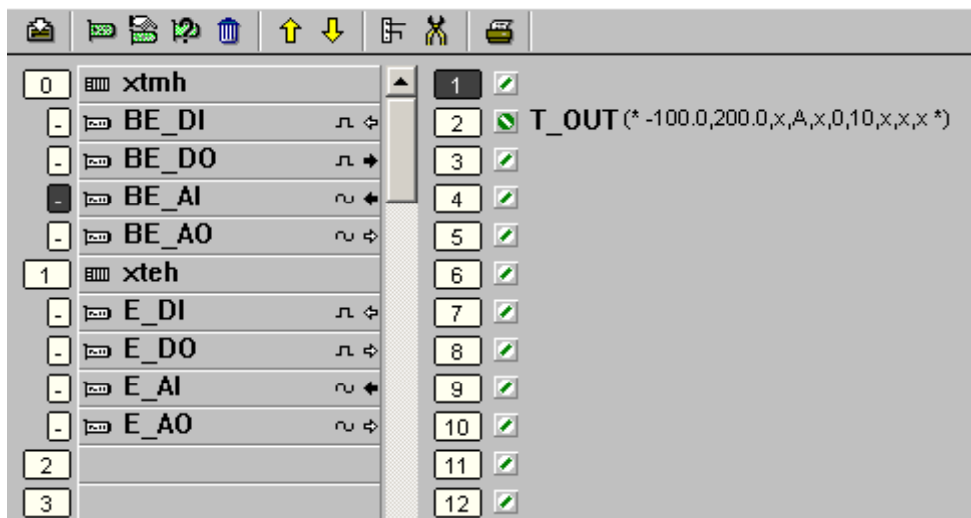 0 xtmh
- BE_DI
- BE_DO
- BE_AI
- BE_AO
1 xteh
- E_DI
- E_DO
- E_AI
- E_AO
2
3
1
2 T_OUT (* -100.0,200.0,x,A,x,0,10,x,x,x *)
3
4
5
6
7
8
9
10
11
12